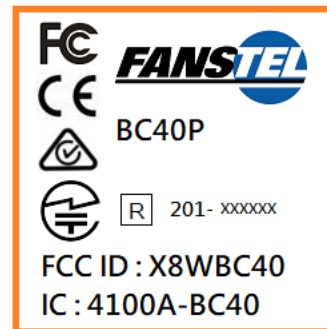 FC
FANSTEL
CE
BC40P
R 201- xxxxxx
FCC ID : X8WBC40
IC : 4100A-BC40